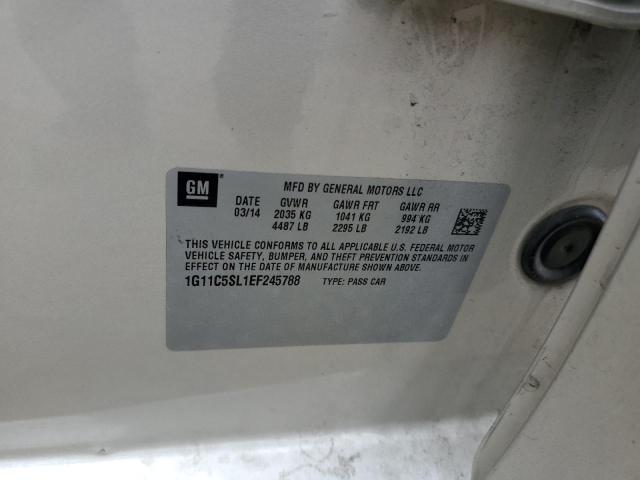 GM
MFD BY GENERAL MOTORS LLC
DATE GVWR GAWR FRT GAWR RR
03/14 2035 KG 1041 KG 994 KG
4487 LB 2295 LB 2192 LB
THIS VEHICLE CONFORMS TO ALL APPLICABLE U.S. FEDERAL MOTOR
VEHICLE SAFETY, BUMPER, AND THEFT PREVENTION STANDARDS IN
EFFECT ON THE DATE OF MANUFACTURE SHOWN ABOVE.
1G11C5SL1EF245788 TYPE: PASS CAR